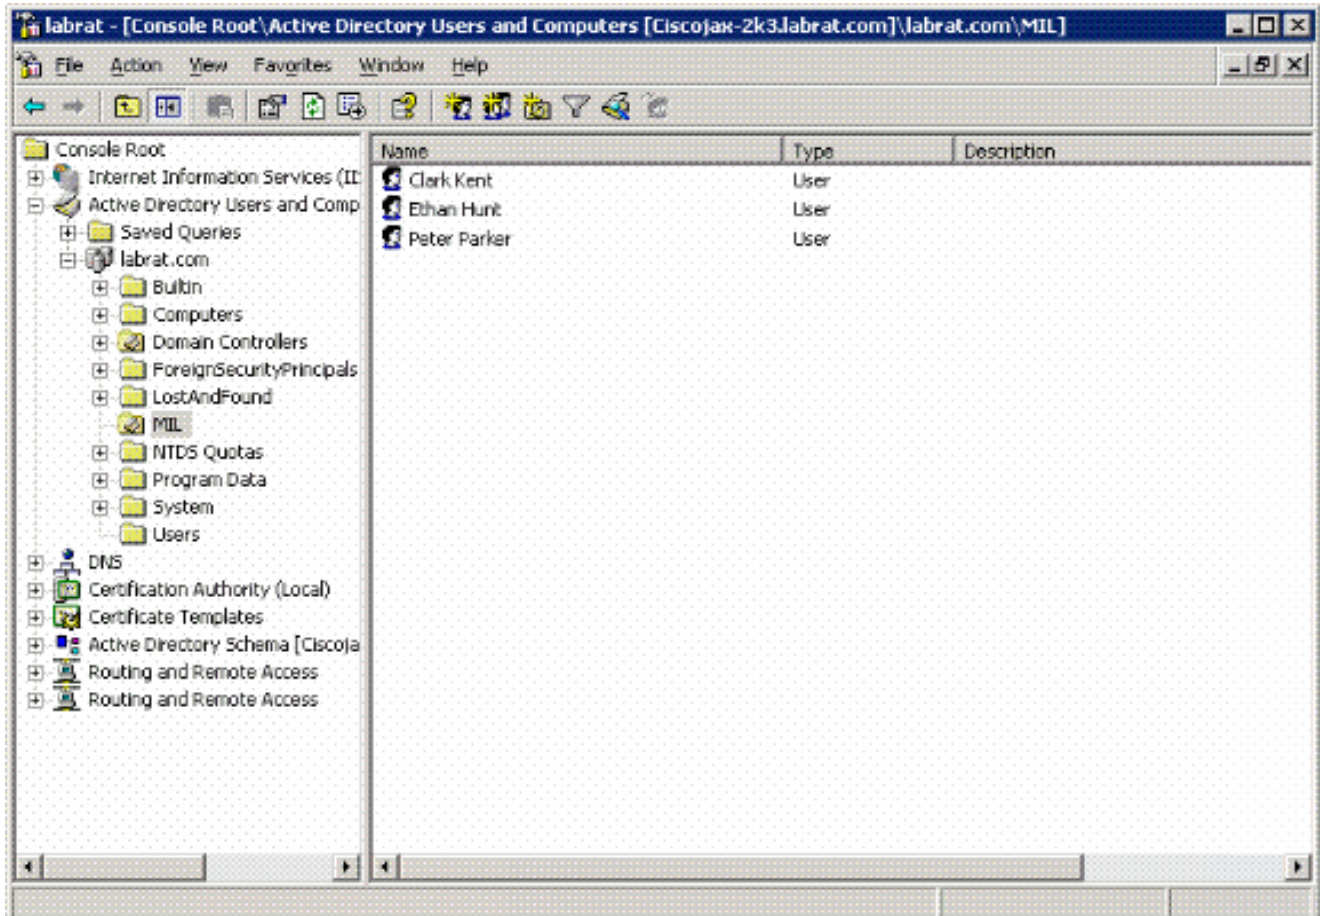 labrat - [Console Root\Active Directory Users and Computers [Ciscojax-2k3.labrat.com]\labrat.com\MIL]
File Action View Favorites Window Help
Console Root
Internet Information Services (II
Active Directory Users and Comp
Saved Queries
labrat.com
Builtin
Computers
Domain Controllers
ForeignSecurityPrincipals
LostAndFound
MIL
NTDS Quotas
Program Data
System
Users
DNS
Certification Authority (Local)
Certificate Templates
Active Directory Schema [Ciscoja
Routing and Remote Access
Routing and Remote Access
Name Type Description
Clark Kent User
Ethan Hunt User
Peter Parker User